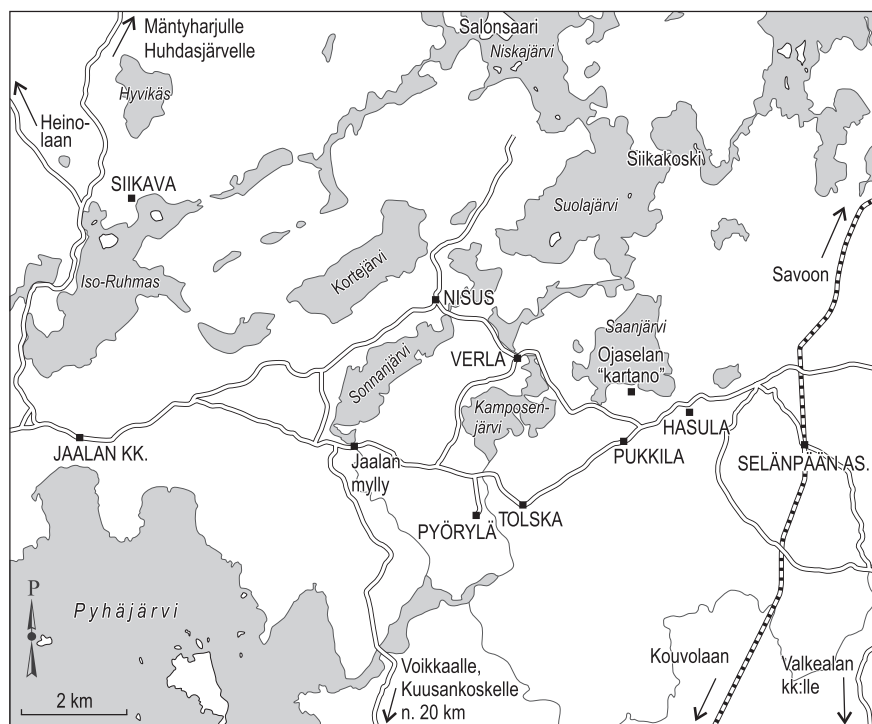 Mäntyharjulle
Huhdasjärvelle
Salonsaari
Niskajärvi
Hyvikäs
Heino-
laan
SIIKAVA
Siikakoski
Suolajärvi
Iso-Ruhmas
Kortejärvi
Savoon
NISUS
Saanjärvi
VERLA
Ojaselan
"kartano"
Sonnanjärvi
Kamposen-
järvi
HASULA
JAALAN KK.
Jaalan
mylly
PUKKILA
SELÄNPÄÄN AS.
PYÖRYLÄ
TOLSKA
P
Pyhäjärvi
Voikkaalle,
Kuusankoskelle
n. 20 km
Kouvolaan
Valkealan
kk:lle
2 km